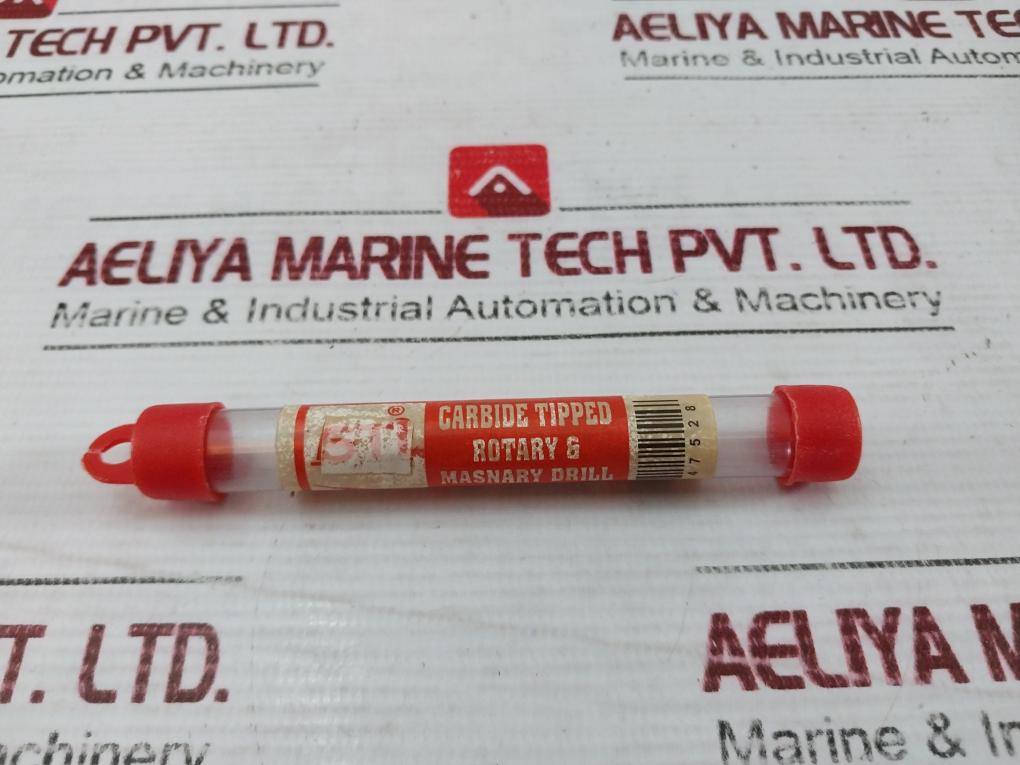 TECH PVT. LTD.
omation & Machinery
AELIYA MARINE TE
Marine & Industrial Autom
AELIYA MARINE TECH PVT. LTD.
Marine & Industrial Automation & Machinery
®
CARBIDE TIPPED
ROTARY &
MASNARY DRILL
47528
T. LTD.
achinery
AELIYA M
Marine & In